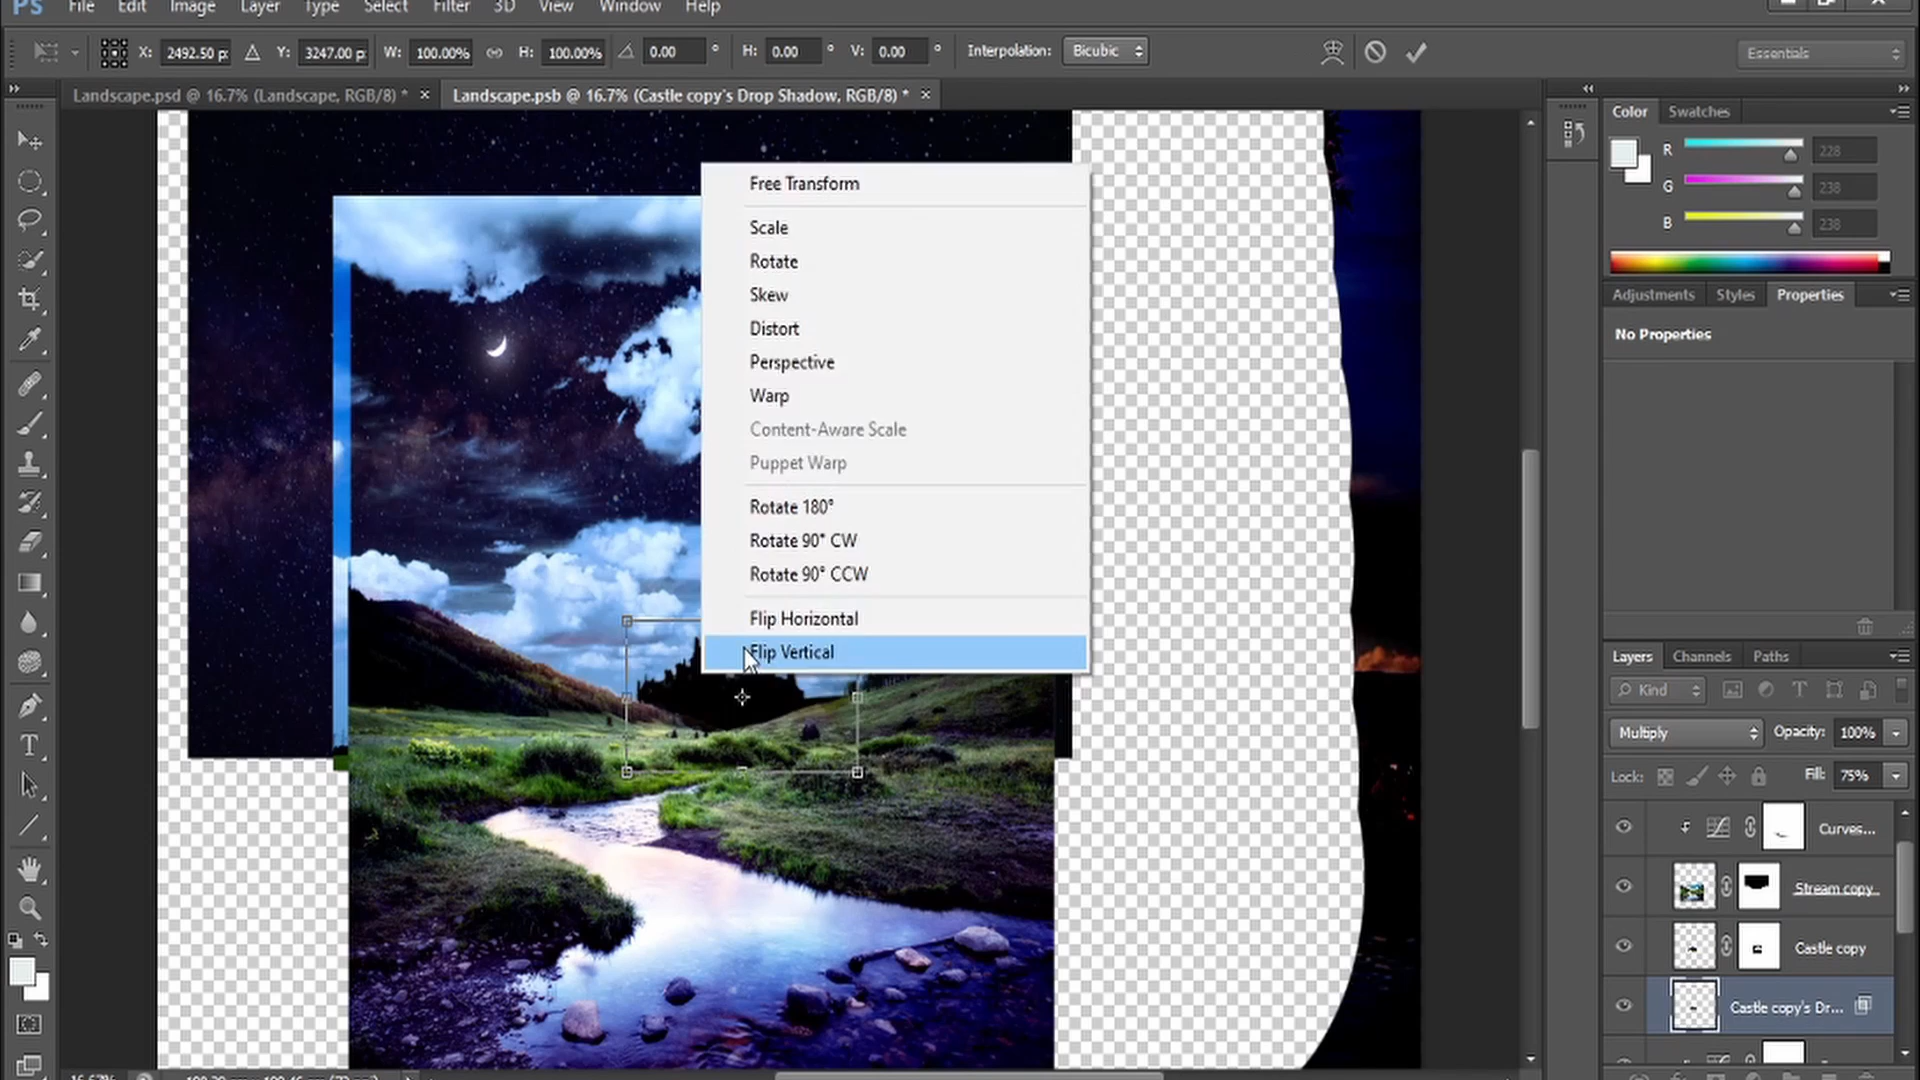 Ps File Edit Image Layer Type Select Filter 3D View Window Help
X: 2492.50 p: Y: 3247.00 p: W: 100.00% H: 100.00% 0.00 ° H: 0.00 ° V: 0.00 ° Interpolation: Bicubic Essentials
Landscape.psd @ 16.7% (Landscape, RGB/8) * × Landscape.psb @ 16.7% (Castle copy's Drop Shadow, RGB/8) * ×
Color Swatches
R 228
G 238
B 238
Adjustments Styles Properties
No Properties
Free Transform
Scale
Rotate
Skew
Distort
Perspective
Warp
Content-Aware Scale
Puppet Warp
Rotate 180°
Rotate 90° CW
Rotate 90° CCW
Flip Horizontal
Flip Vertical
Layers Channels Paths
Kind
Multiply Opacity: 100%
Lock: Fill: 75%
Curves...
Stream copy
Castle copy
Castle copy's Dr...